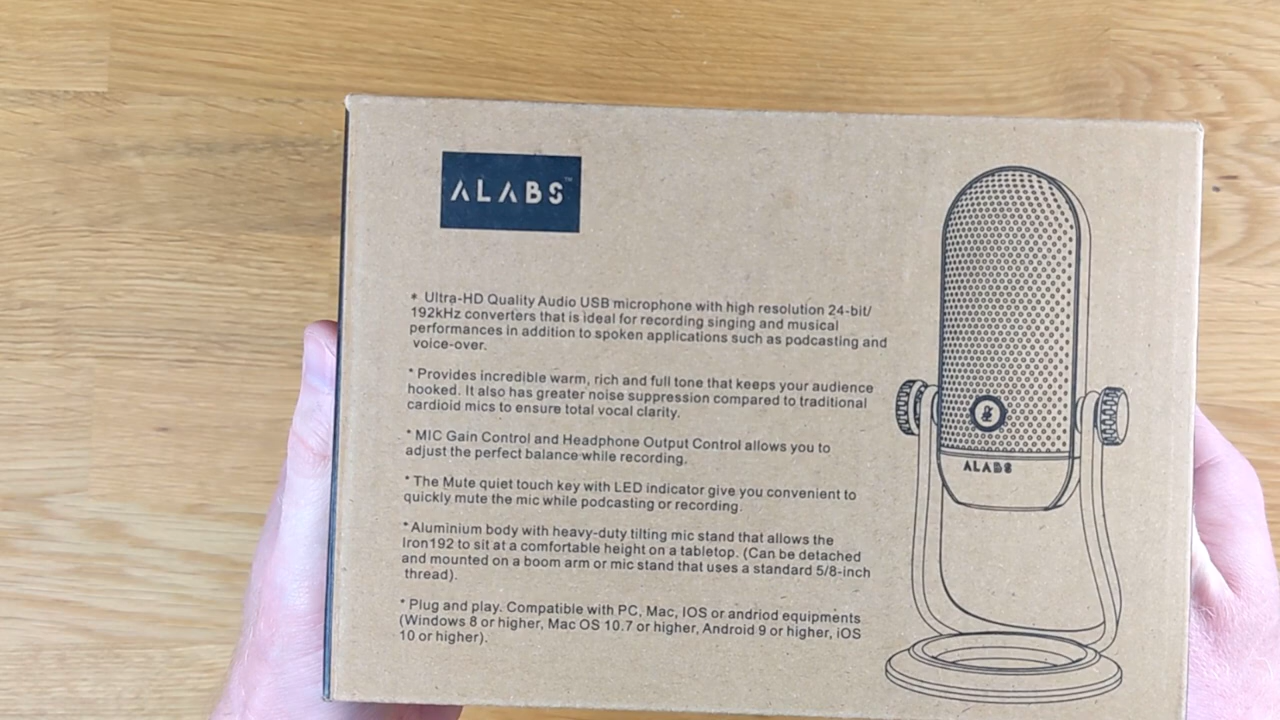 ALABS™
* Ultra-HD Quality Audio USB microphone with high resolution 24-bit/
192kHz converters that is ideal for recording singing and musical
performances in addition to spoken applications such as podcasting and
voice-over.
* Provides incredible warm, rich and full tone that keeps your audience
hooked. It also has greater noise suppression compared to traditional
cardioid mics to ensure total vocal clarity.
* MIC Gain Control and Headphone Output Control allows you to
adjust the perfect balance while recording.
* The Mute quiet touch key with LED indicator give you convenient to
quickly mute the mic while podcasting or recording.
* Aluminium body with heavy-duty tilting mic stand that allows the
Iron192 to sit at a comfortable height on a tabletop. (Can be detached
and mounted on a boom arm or mic stand that uses a standard 5/8-inch
thread).
* Plug and play. Compatible with PC, Mac, IOS or andriod equipments
(Windows 8 or higher, Mac OS 10.7 or higher, Android 9 or higher, iOS
10 or higher).
ALABS